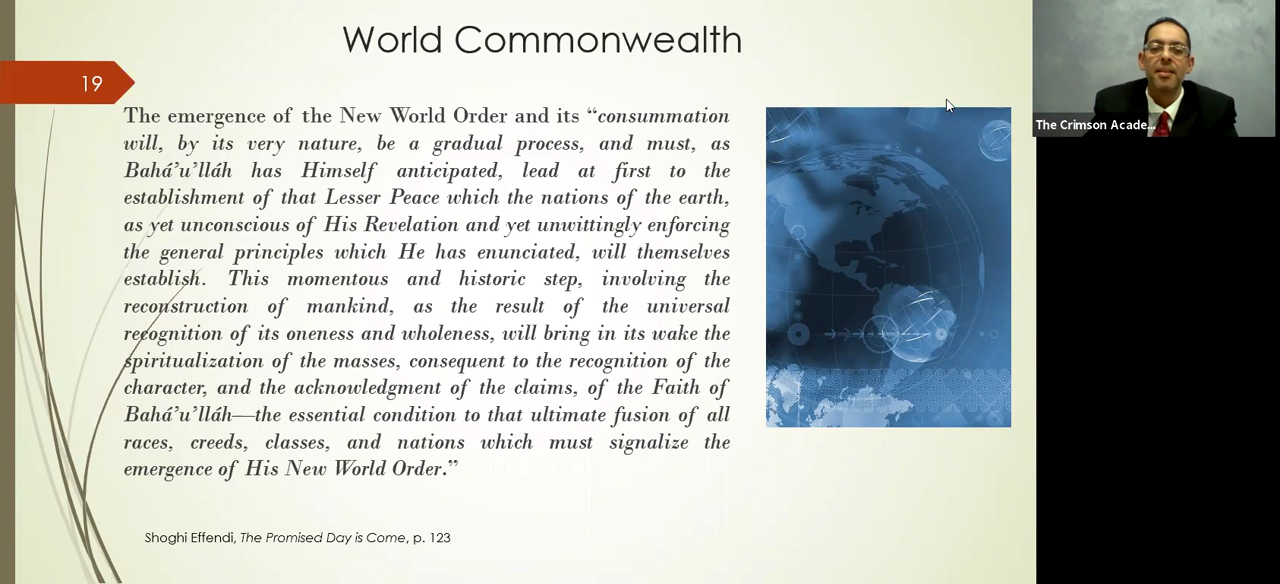 World Commonwealth
19
The emergence of the New World Order and its “consummation
will, by its very nature, be a gradual process, and must, as
Bahá’u’lláh has Himself anticipated, lead at first to the
establishment of that Lesser Peace which the nations of the earth,
as yet unconscious of His Revelation and yet unwittingly enforcing
the general principles which He has enunciated, will themselves
establish. This momentous and historic step, involving the
reconstruction of mankind, as the result of the universal
recognition of its oneness and wholeness, will bring in its wake the
spiritualization of the masses, consequent to the recognition of the
character, and the acknowledgment of the claims, of the Faith of
Bahá’u’lláh—the essential condition to that ultimate fusion of all
races, creeds, classes, and nations which must signalize the
emergence of His New World Order.”
Shoghi Effendi, The Promised Day is Come, p. 123
The Crimson Acade...